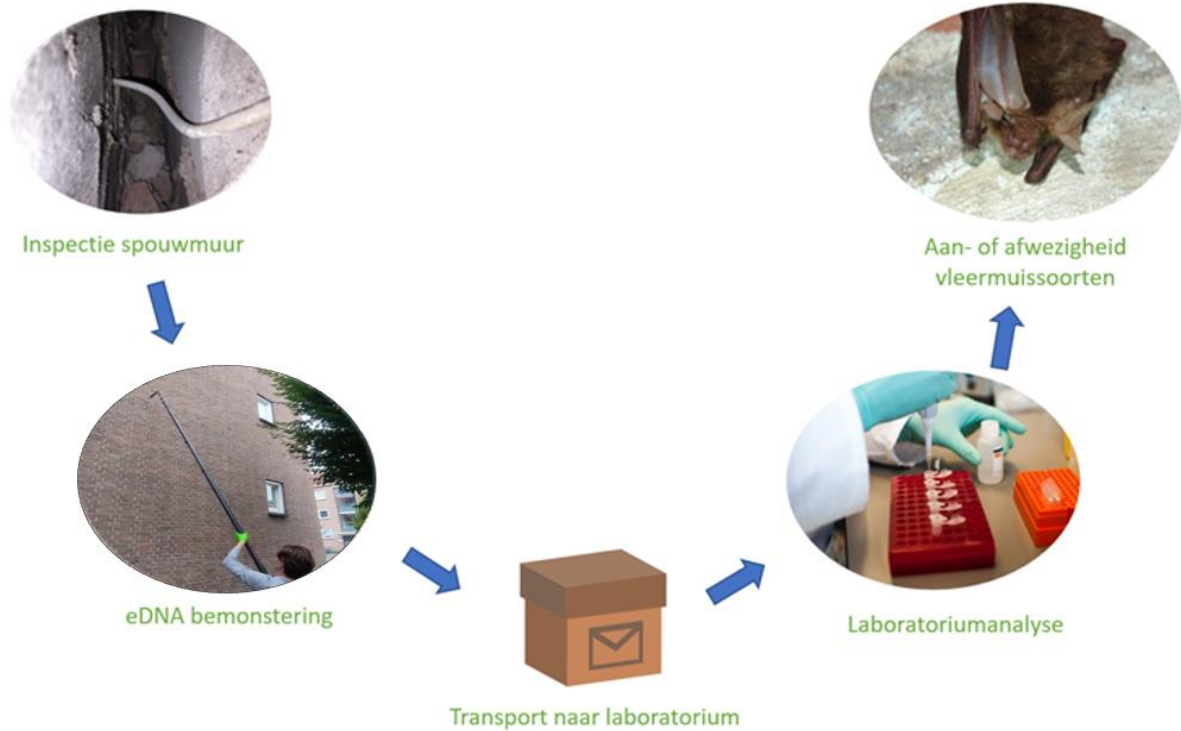 Inspectie spouwmuur
eDNA bemonstering
Transport naar laboratorium
Laboratoriumanalyse
Aan- of afwezigheid
vleermuissoorten